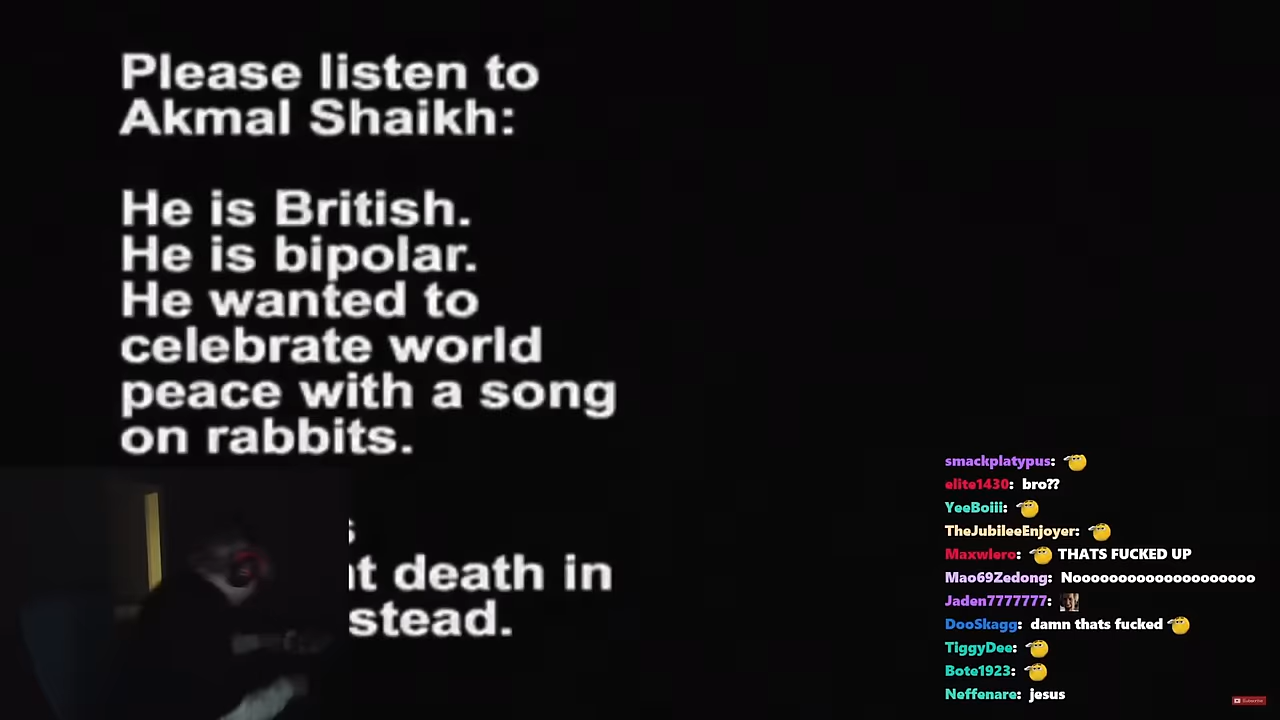 Please listen to
Akmal Shaikh:
He is British.
He is bipolar.
He wanted to
celebrate world
peace with a song
on rabbits.
death in
smackplatypus:
elite1430: bro??
YeeBoiii:
TheJubileeEnjoyer:
Maxwlero: THATS FUCKED UP
Mao69Zedong: Noooooooooooooooooooo
Jaden7777777:
DooSkagg: damn thats fucked
TiggyDee:
Bote1923:
Neffenare: jesus